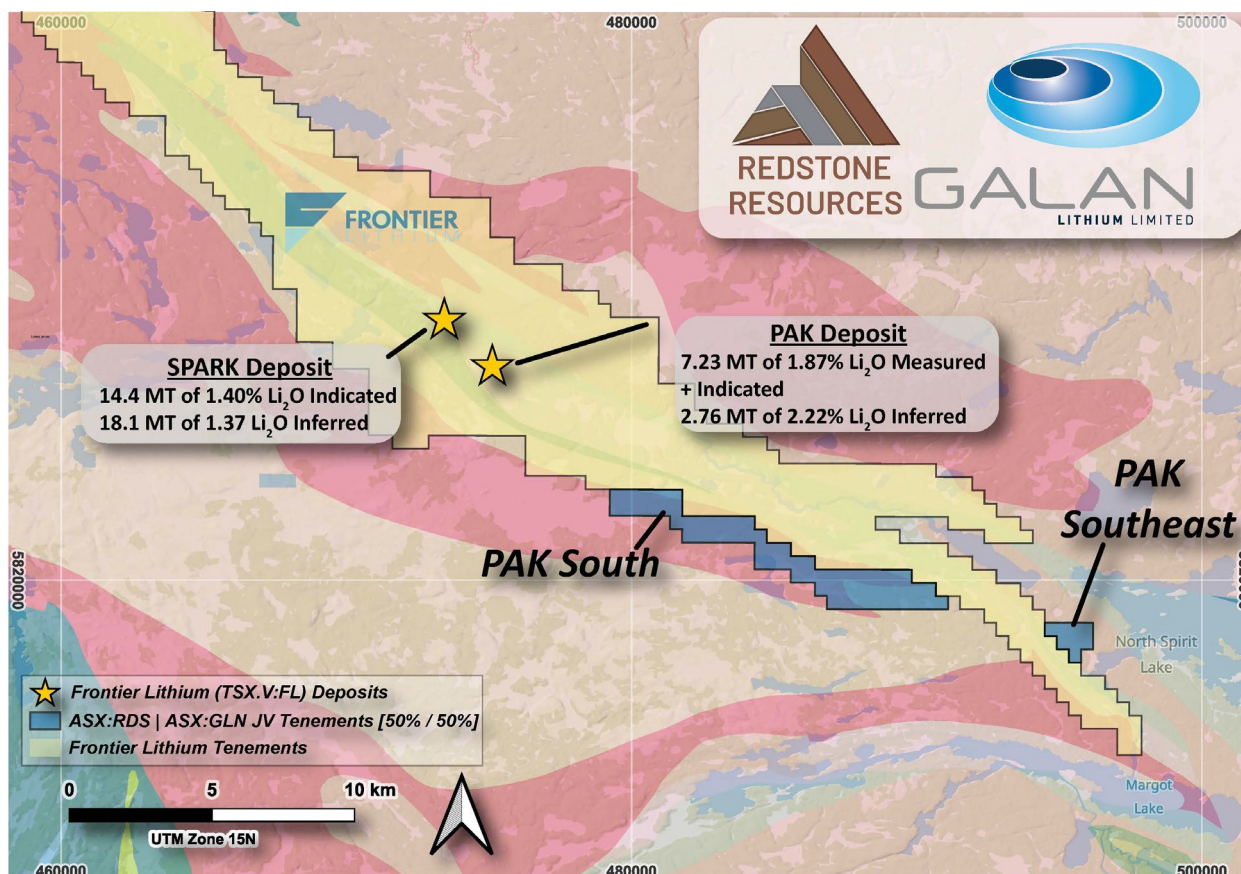 460000
480000
500000
REDSTONE
RESOURCES
GALAN
LITHIUM LIMITED
FRONTIER
LITHIUM
SPARK Deposit
14.4 MT of 1.40% Li₂O Indicated
18.1 MT of 1.37 Li₂O Inferred
PAK Deposit
7.23 MT of 1.87% Li₂O Measured
+ Indicated
2.76 MT of 2.22% Li₂O Inferred
PAK
Southeast
PAK South
5820000
North Spirit
Lake
Frontier Lithium (TSX.V:FL) Deposits
ASX:RDS | ASX:GLN JV Tenements [50% / 50%]
Frontier Lithium Tenements
0
5
10 km
UTM Zone 15N
Margot
Lake
460000
480000
500000